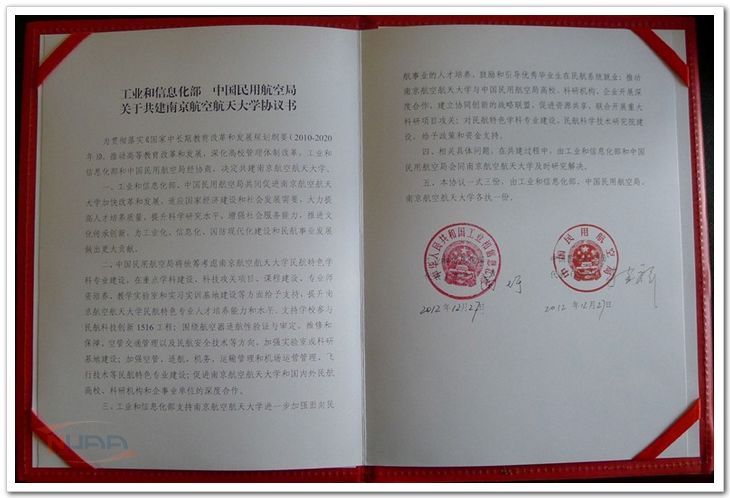 工业和信息化部 中国民用航空局
关于共建南京航空航天大学协议书
为贯彻落实《国家中长期教育改革和发展规划纲要(2010-2020
年)》,推动高等教育改革和发展,深化高校管理体制改革,工业和
信息化部和中国民用航空局经协商,决定共建南京航空航天大学。
一、工业和信息化部、中国民用航空局共同促进南京航空航天
大学加快改革和发展,适应国家经济建设和社会发展需要,大力提
高人才培养质量,提升科学研究水平,增强社会服务能力,推进文
化传承创新,为工业化、信息化、国防现代化建设和民航事业发展
做出更大贡献。
二、中国民用航空局将统筹考虑南京航空航天大学民航特色学
科专业建设,在重点学科建设、科技攻关项目、课程建设、专业师
资培养、教学实验室和实习实训基地建设等方面给予支持,提升南
京航空航天大学民航特色专业人才培养能力和水平。支持学校参与
民航科技创新1516工程;围绕航空器适航性验证与审定、维修和
保障、空管交通管理以及民航安全技术等方向,加强实验室或科研
基地建设;加强空管、适航、机务、运输管理和机场运营管理、飞
行技术等民航特色专业建设;促进南京航空航天大学和国内外民航
高校、科研机构和企事业单位的深度合作。
三、工业和信息化部支持南京航空航天大学进一步加强面向民
航事业的人才培养,鼓励和引导优秀毕业生在民航系统就业;推动
南京航空航天大学与中国民用航空局高校、科研机构、企业开展深
度合作,建立协同创新的战略联盟,促进资源共享,联合开展重大
科研项目攻关;对民航特色学科专业建设、民航科学技术研究院建
设,给予政策和资金支持。
四、相关具体问题,在共建过程中,由工业和信息化部和中国
民用航空局会同南京航空航天大学及时研究解决。
五、本协议一式三份,由工业和信息化部、中国民用航空局、
南京航空航天大学各执一份。
中华人民共和国工业和信息化部
中国民用航空局
2012年12月27日
2012年12月27日
NUAA